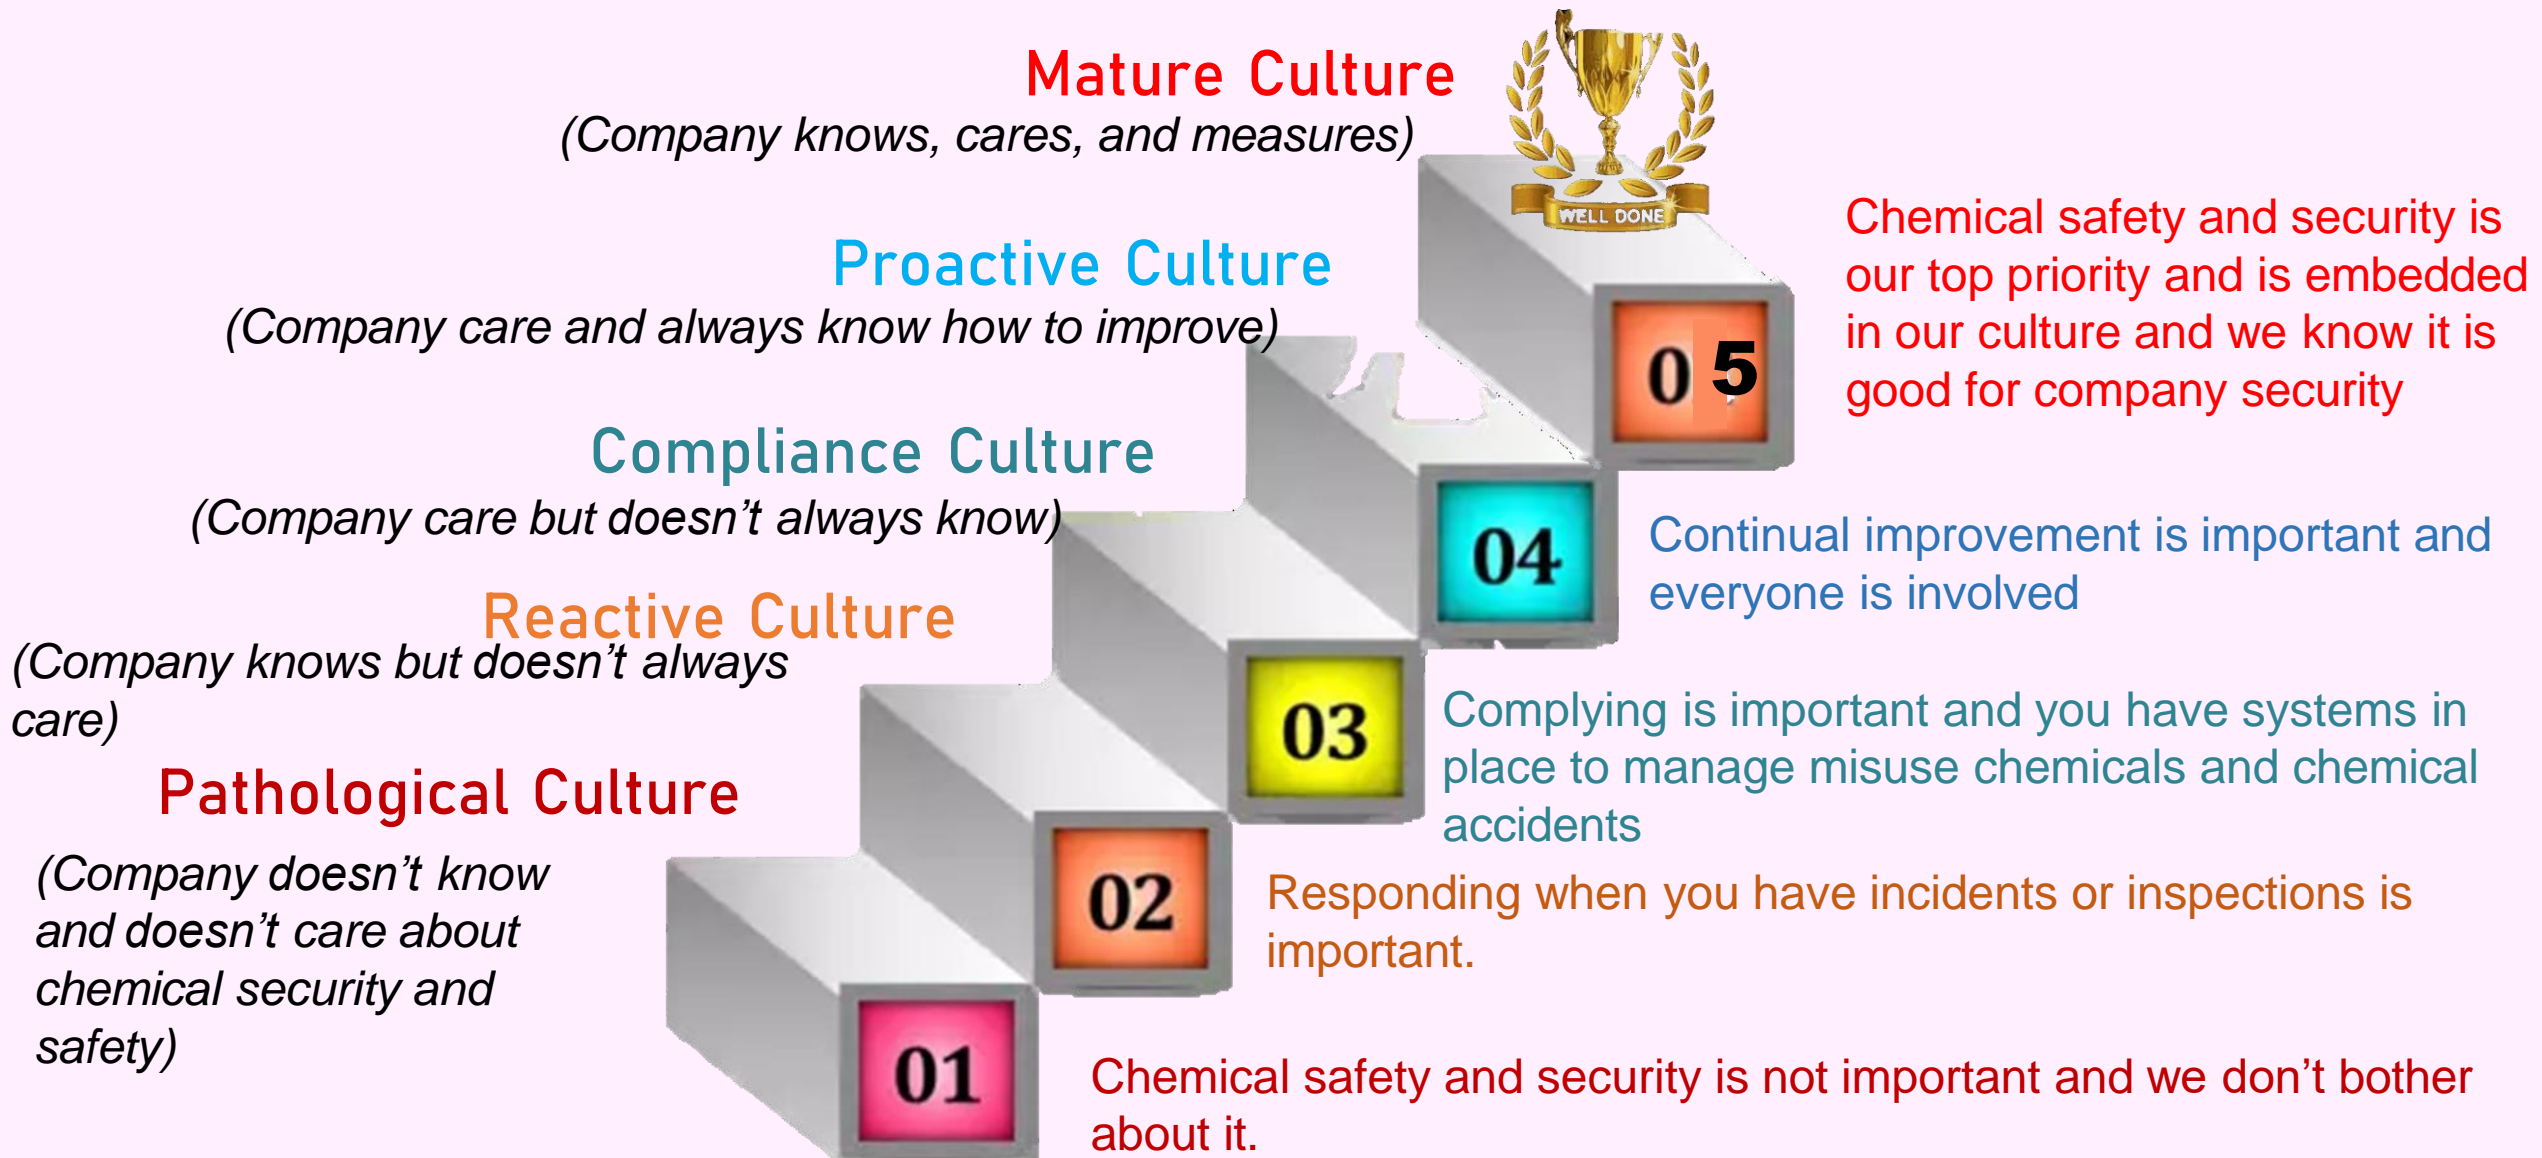 Mature Culture
(Company knows, cares, and measures)
WELL DONE
Chemical safety and security is
our top priority and is embedded
in our culture and we know it is
good for company security
05
Proactive Culture
(Company care and always know how to improve)
04
Continual improvement is important and
everyone is involved
Compliance Culture
(Company care but doesn’t always know)
03
Complying is important and you have systems in
place to manage misuse chemicals and chemical
accidents
Reactive Culture
(Company knows but doesn’t always
care)
02
Responding when you have incidents or inspections is
important.
Pathological Culture
(Company doesn’t know
and doesn’t care about
chemical security and
safety)
01
Chemical safety and security is not important and we don’t bother
about it.